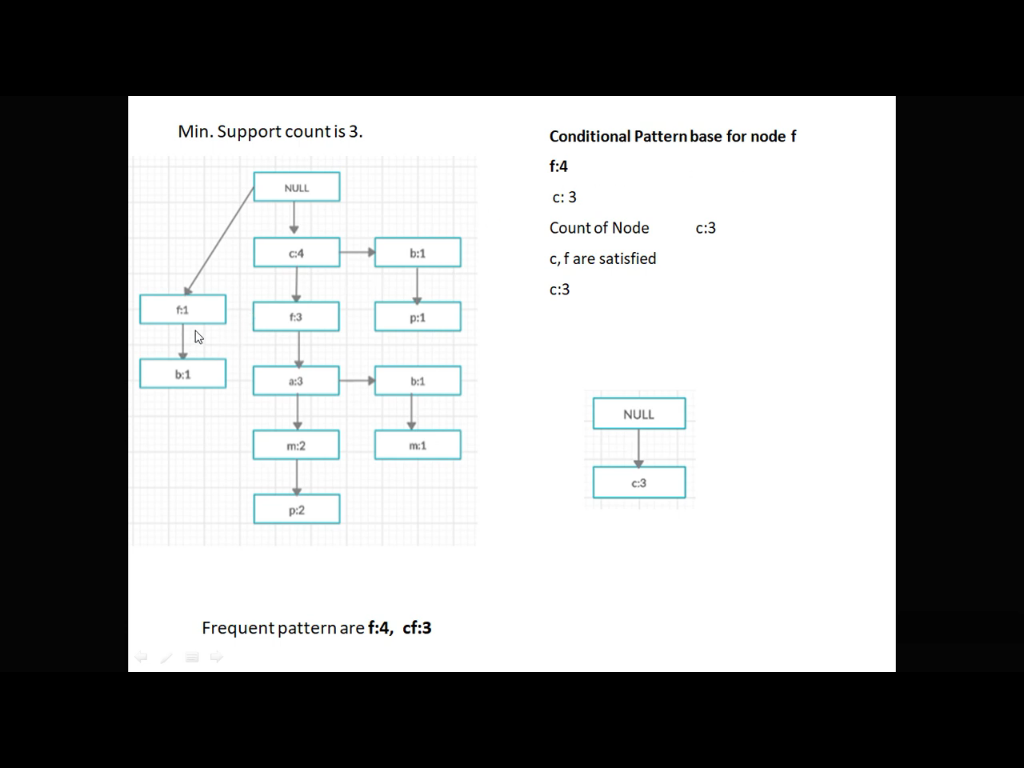 Min. Support count is 3.
NULL
c:4
b:1
f:1
f:3
p:1
b:1
a:3
b:1
m:2
m:1
p:2
Conditional Pattern base for node f
f:4
c: 3
Count of Node c:3
c, f are satisfied
c:3
NULL
c:3
Frequent pattern are f:4, cf:3